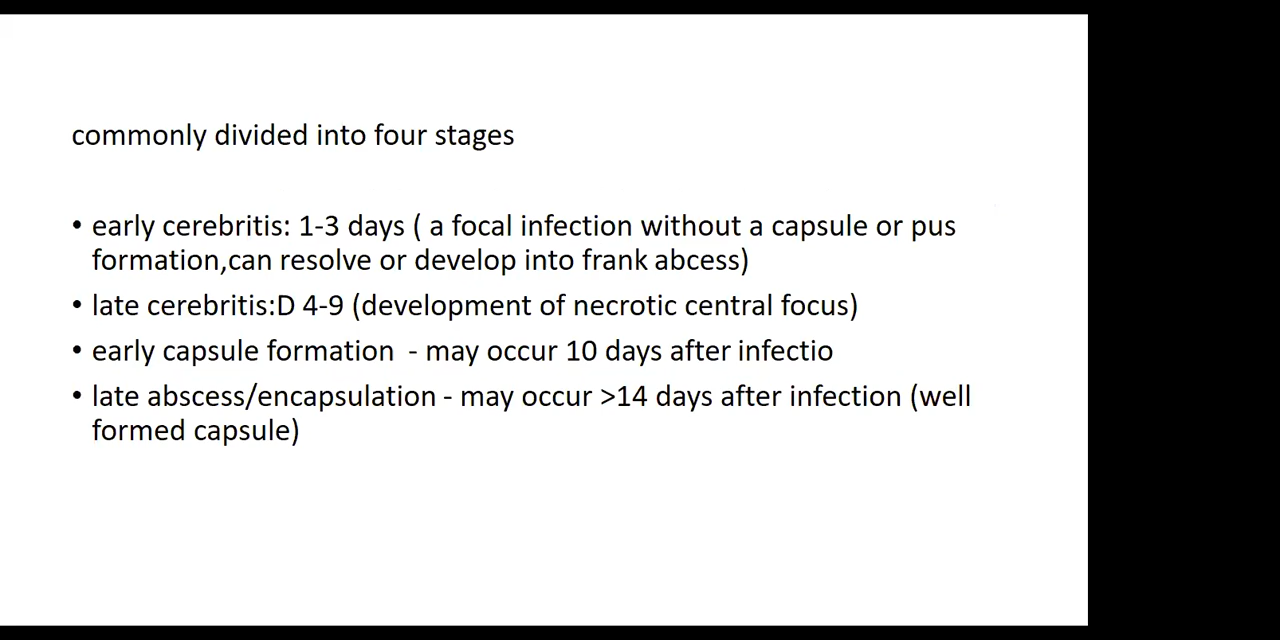 commonly divided into four stages
• early cerebritis: 1-3 days ( a focal infection without a capsule or pus
formation,can resolve or develop into frank abcess)
• late cerebritis:D 4-9 (development of necrotic central focus)
• early capsule formation  - may occur 10 days after infectio
• late abscess/encapsulation - may occur >14 days after infection (well
formed capsule)